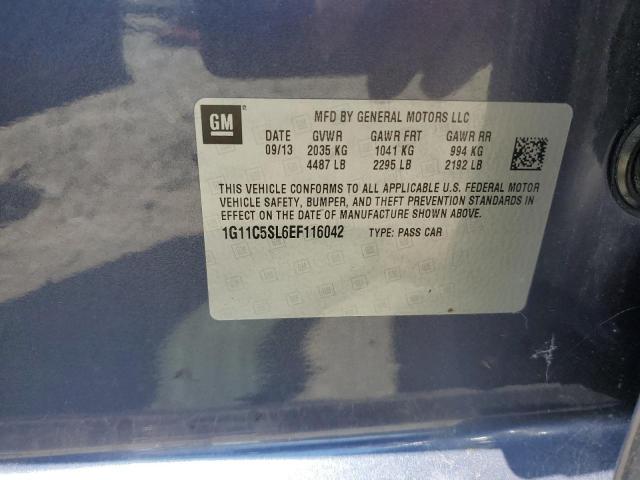 GM
MFD BY GENERAL MOTORS LLC
DATE GVWR GAWR FRT GAWR RR
09/13 2035 KG 1041 KG 994 KG
4487 LB 2295 LB 2192 LB
THIS VEHICLE CONFORMS TO ALL APPLICABLE U.S. FEDERAL MOTOR
VEHICLE SAFETY, BUMPER, AND THEFT PREVENTION STANDARDS IN
EFFECT ON THE DATE OF MANUFACTURE SHOWN ABOVE.
1G11C5SL6EF116042 TYPE: PASS CAR